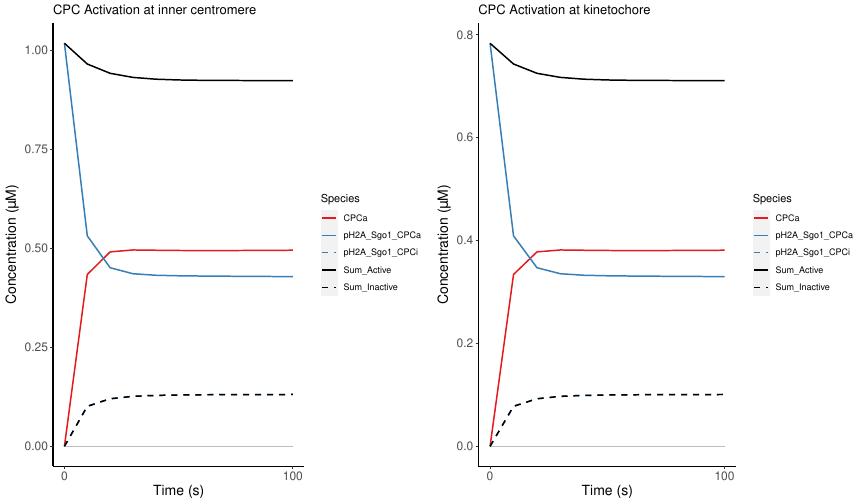 CPC Activation at inner centromere
Concentration (µM)
1.00
0.75
0.50
0.25
0.00
0
100
Time (s)
Species
CPCa
pH2A_Sgo1_CPCa
pH2A_Sgo1_CPCi
Sum_Active
Sum_Inactive
CPC Activation at kinetochore
Concentration (µM)
0.8
0.6
0.4
0.2
0.0
0
100
Time (s)
Species
CPCa
pH2A_Sgo1_CPCa
pH2A_Sgo1_CPCi
Sum_Active
Sum_Inactive